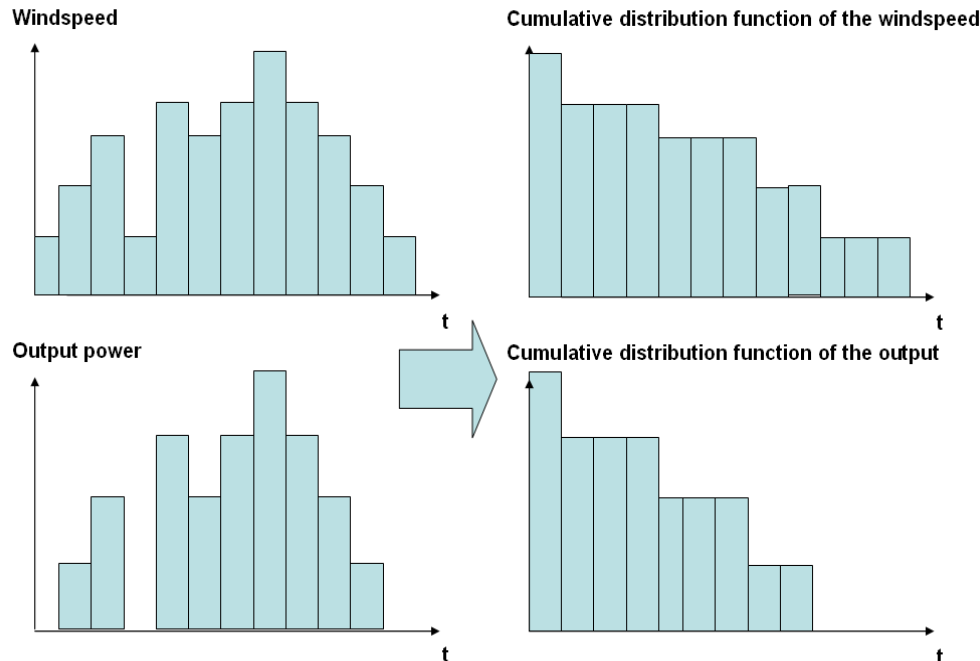 Windspeed
Cumulative distribution function of the windspeed
t
t
Output power
Cumulative distribution function of the output
t
t